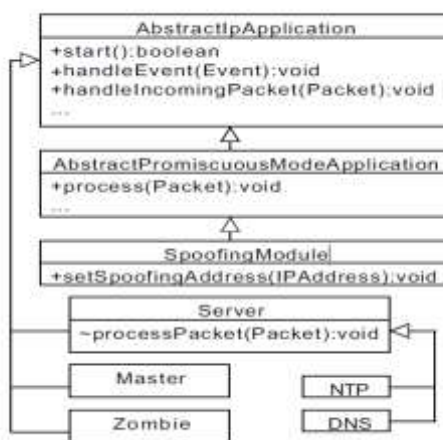 AbstractIpApplication
+start():boolean
+handleEvent(Event):void
+handleIncomingPacket(Packet):void
...
AbstractPromiscuousModeApplication
+process(Packet):void
...
SpoofingModule
+setSpoofingAddress(IPAddress):void
Server
~processPacket(Packet):void
Master
NTP
Zombie
DNS